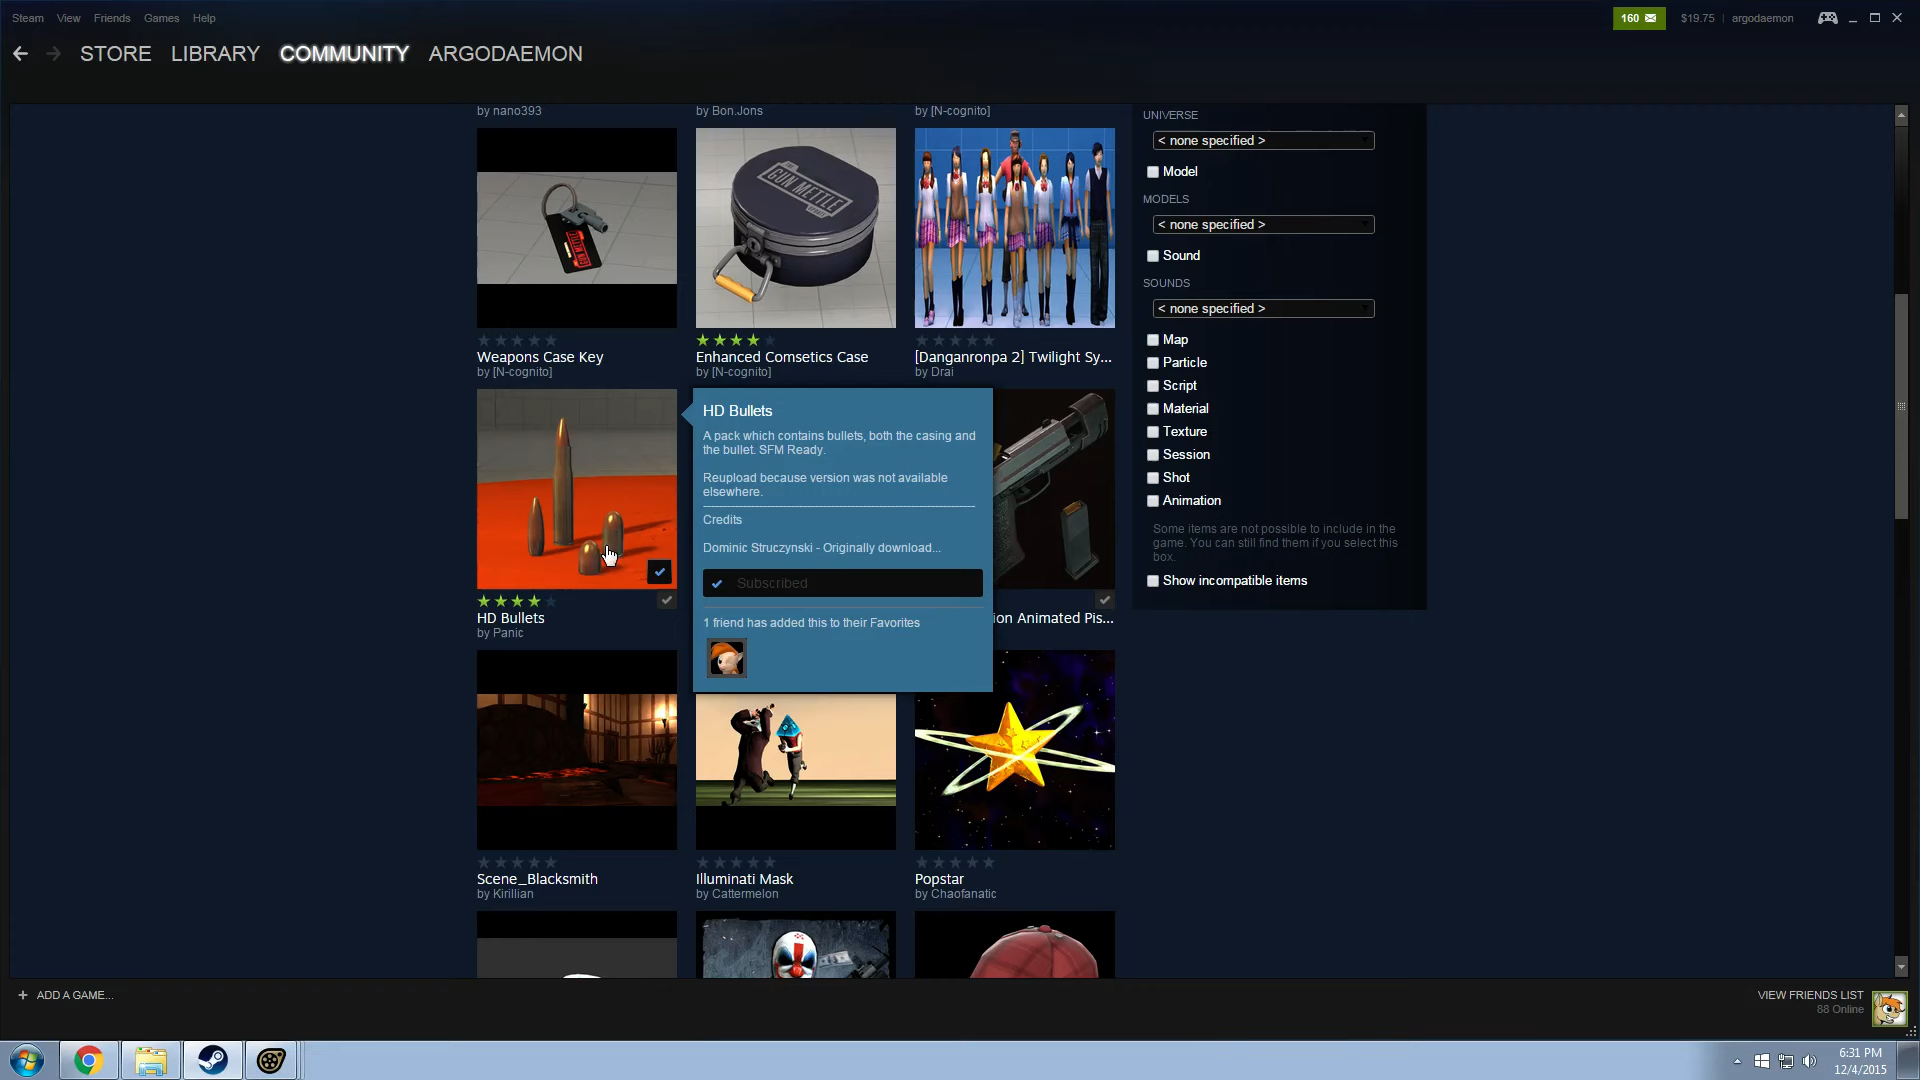 Steam View Friends Games Help
160 $19.75 | argodaemon
STORE LIBRARY COMMUNITY ARGODAEMON
by nano393
by Bon.Jons
by [N-cognito]
GUN METTLE
Weapons Case Key
by [N-cognito]
Enhanced Comsetics Case
by [N-cognito]
[Danganronpa 2] Twilight Sy...
by Drai
HD Bullets
by Panic
HD Bullets
A pack which contains bullets, both the casing and
the bullet. SFM Ready.
Reupload because version was not available
elsewhere.
Credits
Dominic Struczynski - Originally download...
Subscribed
1 friend has added this to their Favorites
ion Animated Pis...
Scene_Blacksmith
by Kirillian
Illuminati Mask
by Cattermelon
Popstar
by Chaofanatic
UNIVERSE
< none specified >
Model
MODELS
< none specified >
Sound
SOUNDS
< none specified >
Map
Particle
Script
Material
Texture
Session
Shot
Animation
Some items are not possible to include in the
game. You can still find them if you select this
box.
Show incompatible items
+ ADD A GAME...
VIEW FRIENDS LIST
88 Online
6:31 PM
12/4/2015